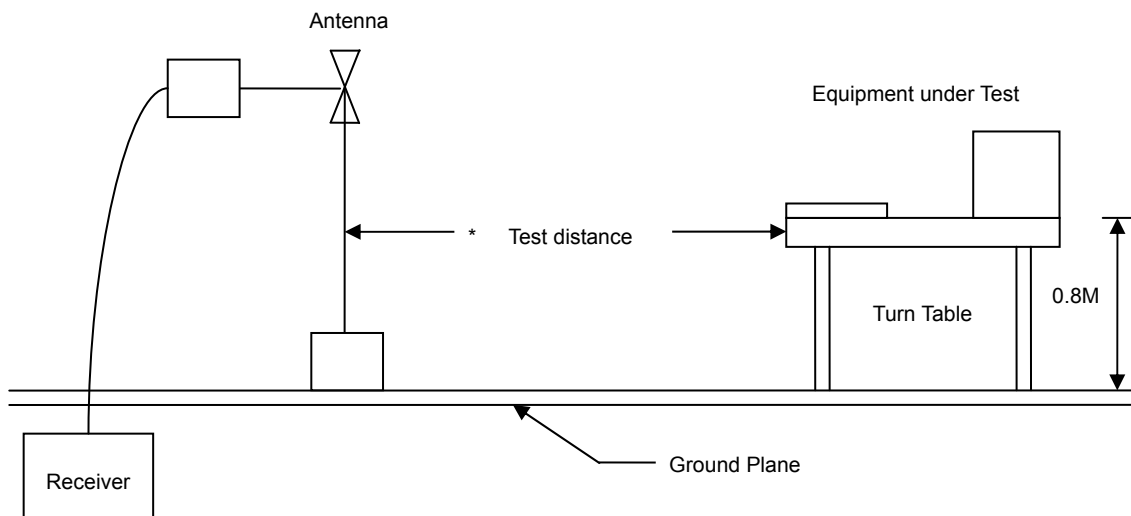 Antenna
Equipment under Test
* Test distance
0.8M
Turn Table
Ground Plane
Receiver